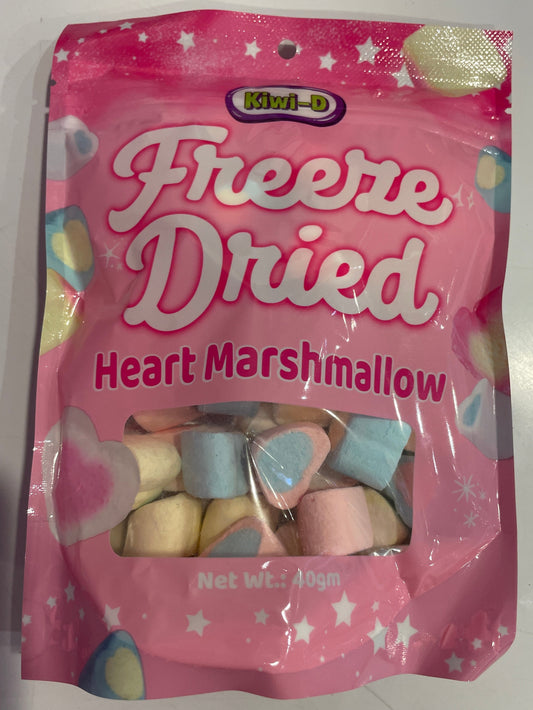 Kiwi-D
Freeze
Dried
Heart Marshmallow
Net Wt.: 40gm